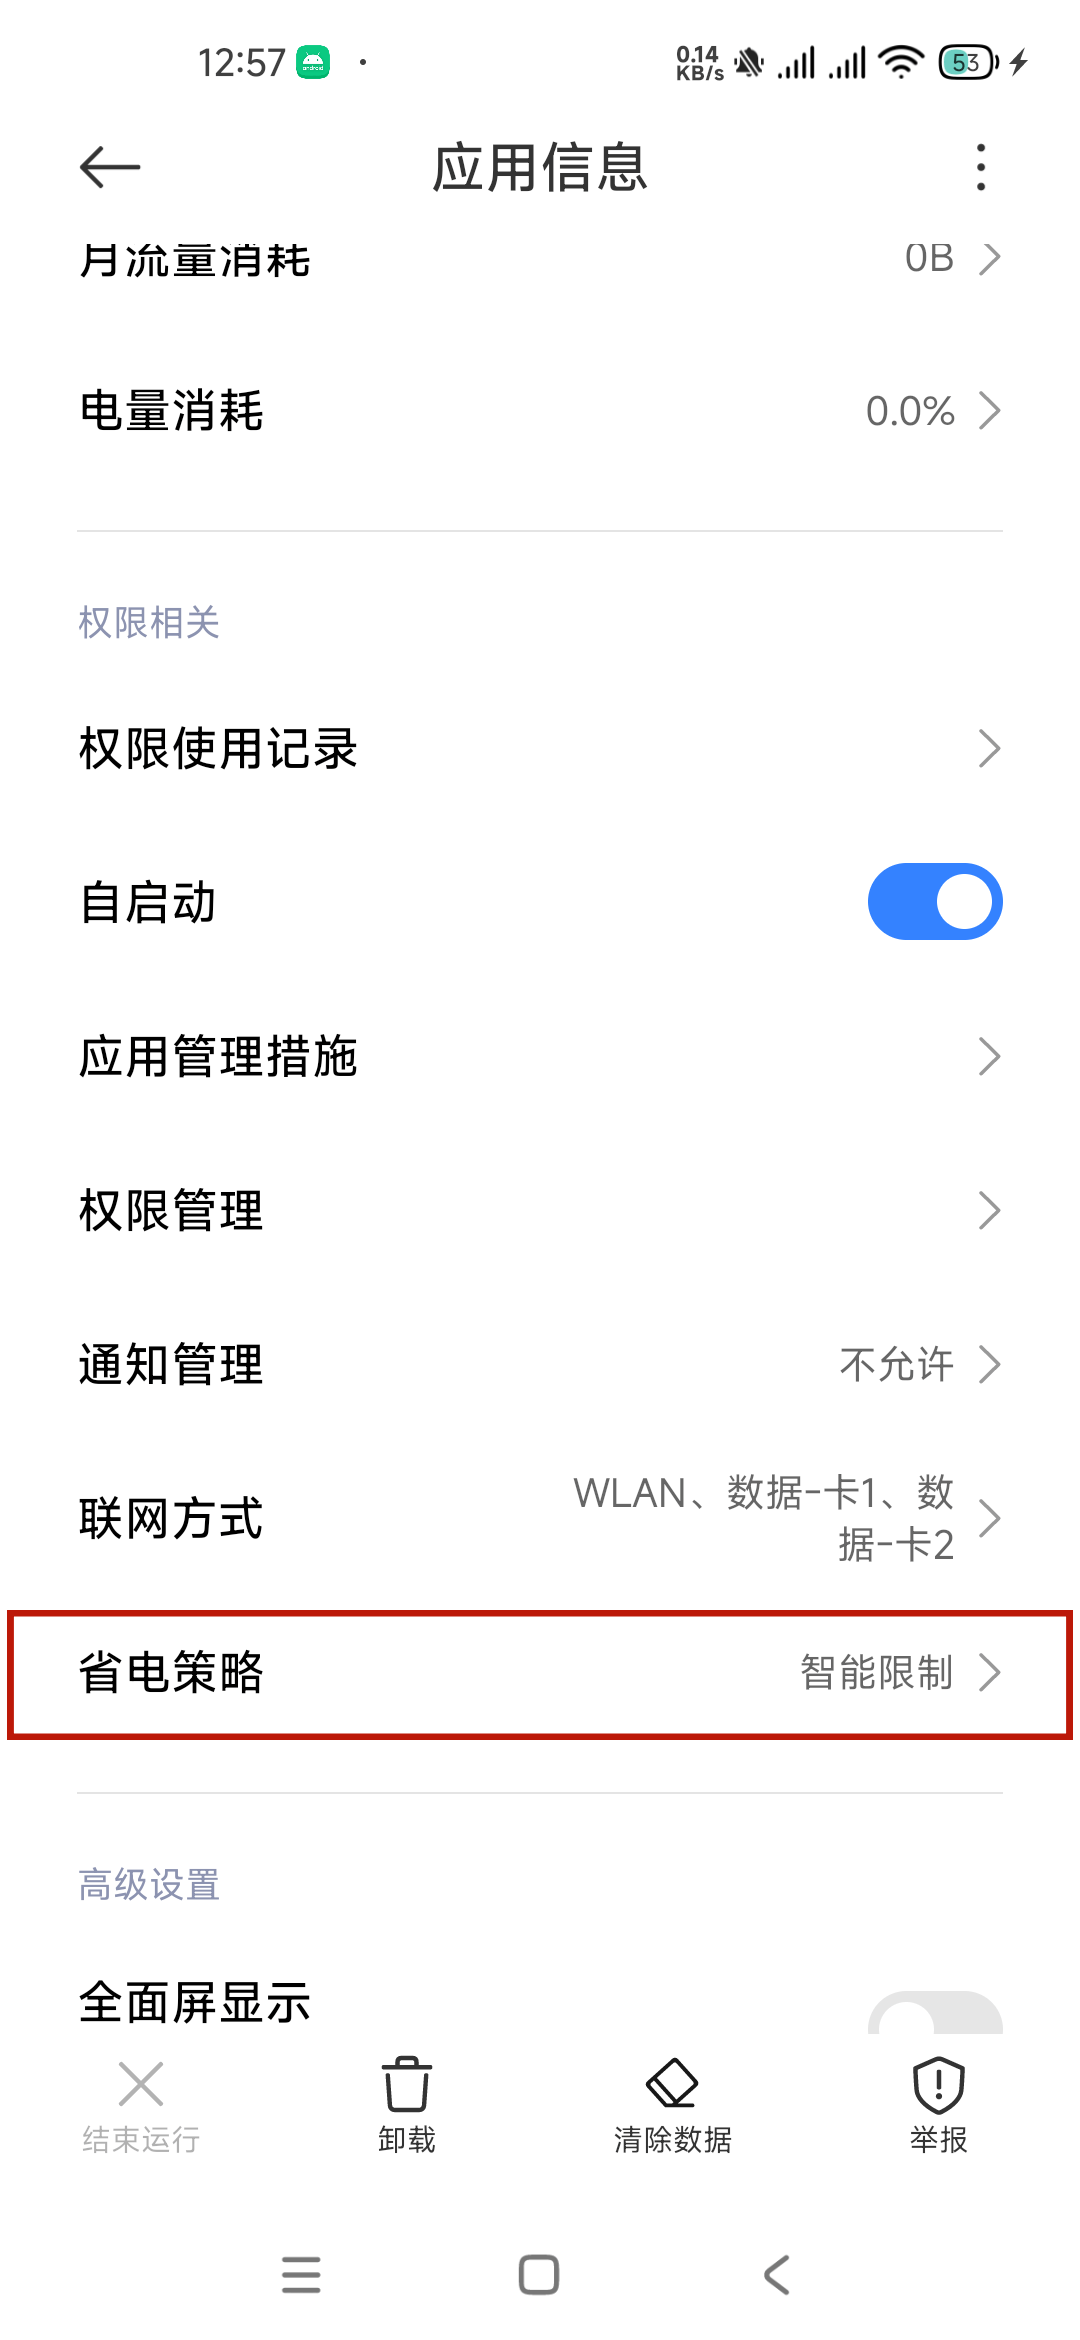 12:57
0.14
KB/s
53
应用信息
月流量消耗 0B
电量消耗 0.0%
权限相关
权限使用记录
自启动
应用管理措施
权限管理
通知管理 不允许
联网方式 WLAN、数据-卡1、数
据-卡2
省电策略 智能限制
高级设置
全面屏显示
结束运行 卸载 清除数据 举报